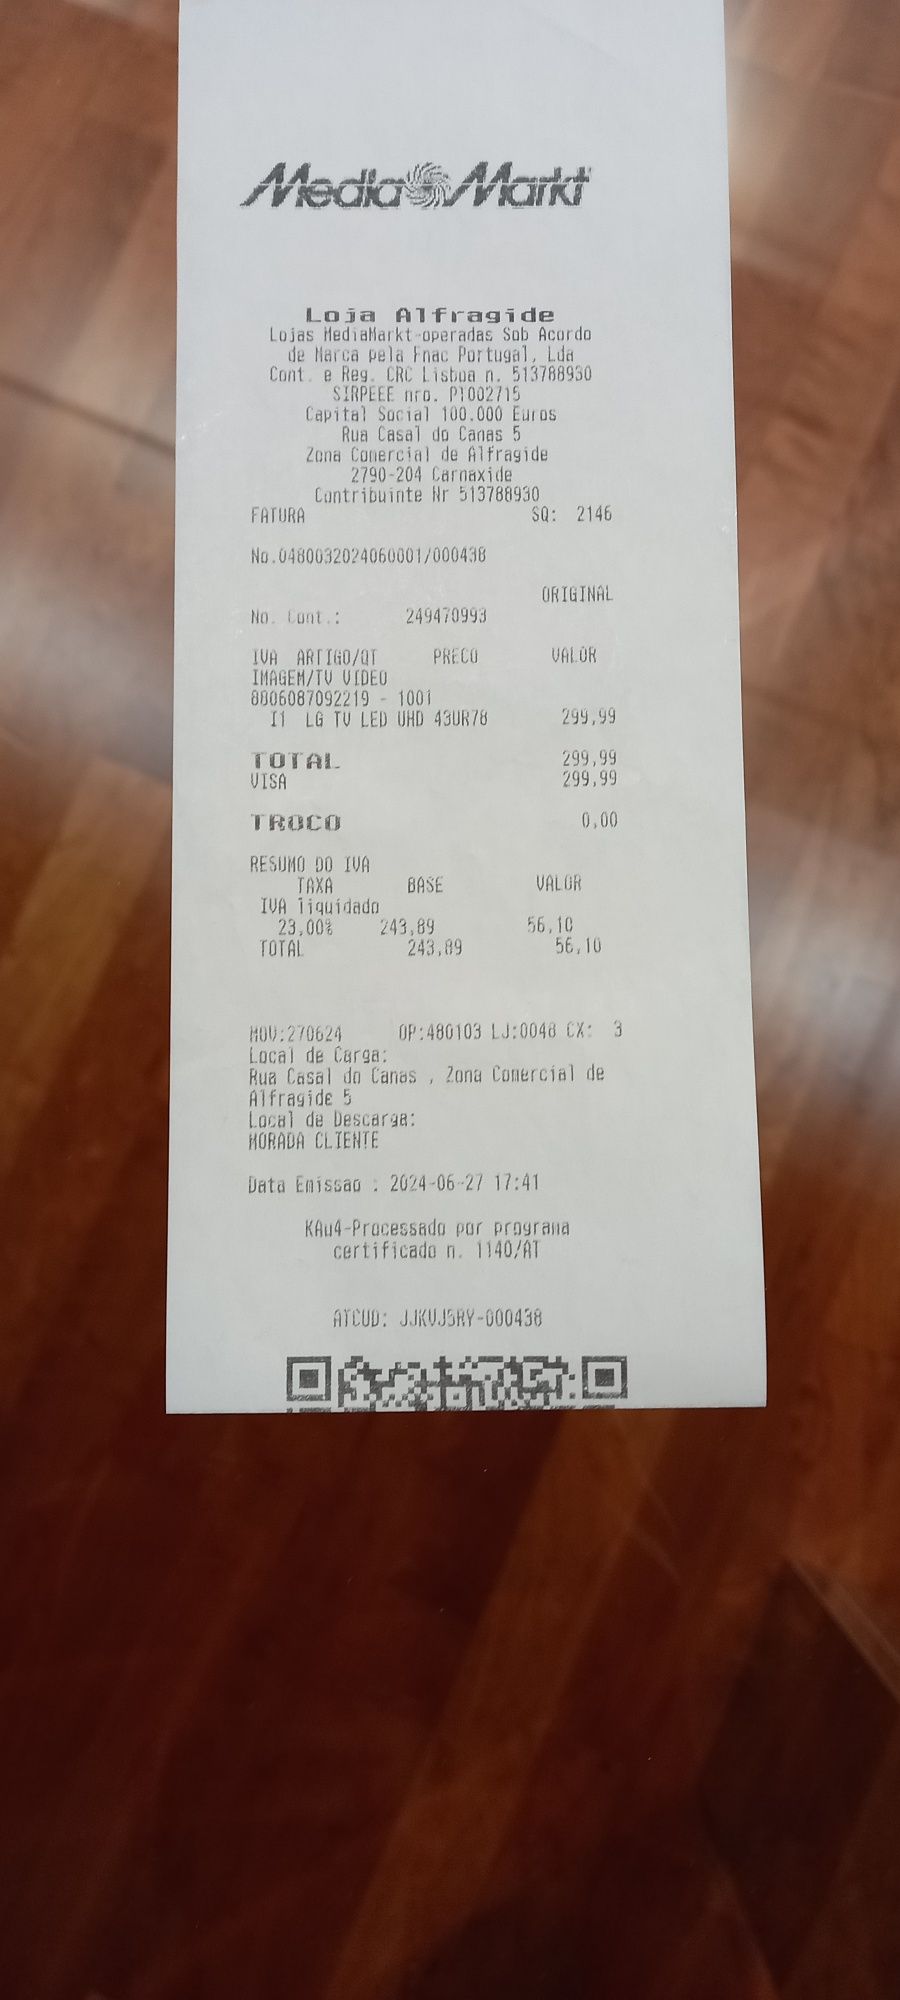 Media Markt
Loja Alfragide
Lojas MediaMarkt-operadas Sob Acordo
de Marca pela Fnac Portugal, Lda
Cont. e Reg. CRC Lisboa n. 513788930
SIRPEEE nro. PT002715
Capital Social 100.000 Euros
Rua Casal do Canas 5
Zona Comercial de Alfragide
2790-204 Carnaxide
Contribuinte Nr 513788930
FATURA SQ: 2146
No.0480032024060001/000438
ORIGINAL
No. Cont.: 249470993
IVA ARTIGO/QT PRECO VALOR
IMAGEM/TV VIDEO
8806087092219 - 1001
I1 LG TV LED UHD 43UR78 299,99
TOTAL 299,99
VISA 299,99
TROCO 0,00
RESUMO DO IVA
TAXA BASE VALOR
IVA liquidado
23,00% 243,89 56,10
TOTAL 243,89 56,10
MOV:270624 OP:480103 LJ:0048 CX: 3
Local de Carga:
Rua Casal do Canas , Zona Comercial de
Alfragide 5
Local de Descarga:
MORADA CLIENTE
Data Emissao : 2024-06-27 17:41
KAu4-Processado por programa
certificado n. 1140/AT
ATCUD: JJKVJ5RY-000438